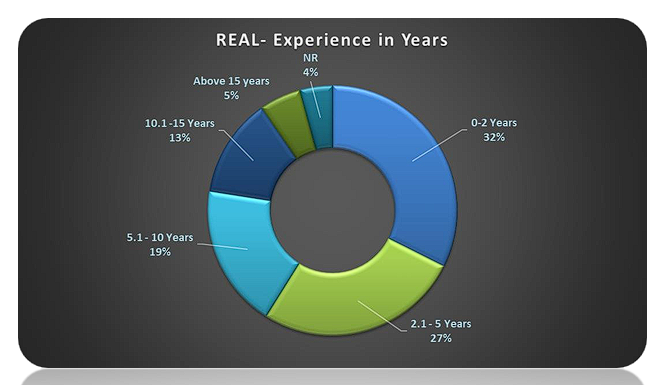 REAL- Experience in Years
NR
4%
Above 15 years
5%
10.1 -15 Years
13%
0-2 Years
32%
5.1 - 10 Years
19%
2.1 - 5 Years
27%